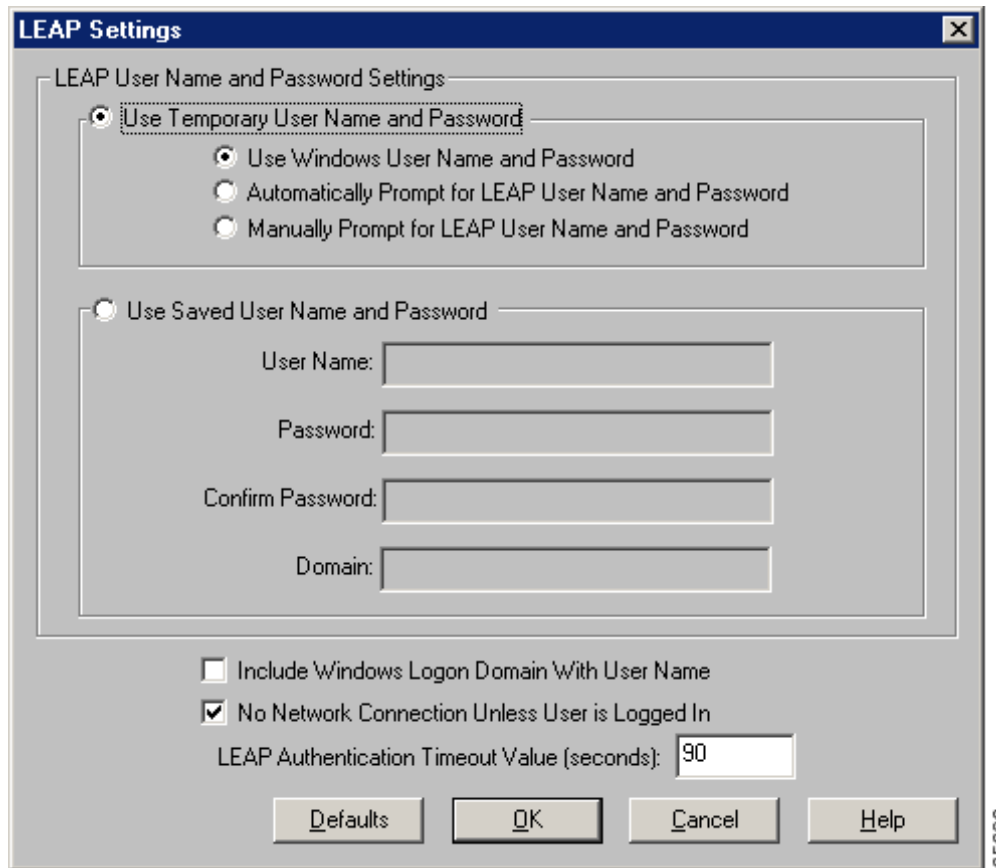 LEAP Settings
LEAP User Name and Password Settings
Use Temporary User Name and Password
Use Windows User Name and Password
Automatically Prompt for LEAP User Name and Password
Manually Prompt for LEAP User Name and Password
Use Saved User Name and Password
User Name:
Password:
Confirm Password:
Domain:
Include Windows Logon Domain With User Name
No Network Connection Unless User is Logged In
LEAP Authentication Timeout Value (seconds): 90
Defaults OK Cancel Help